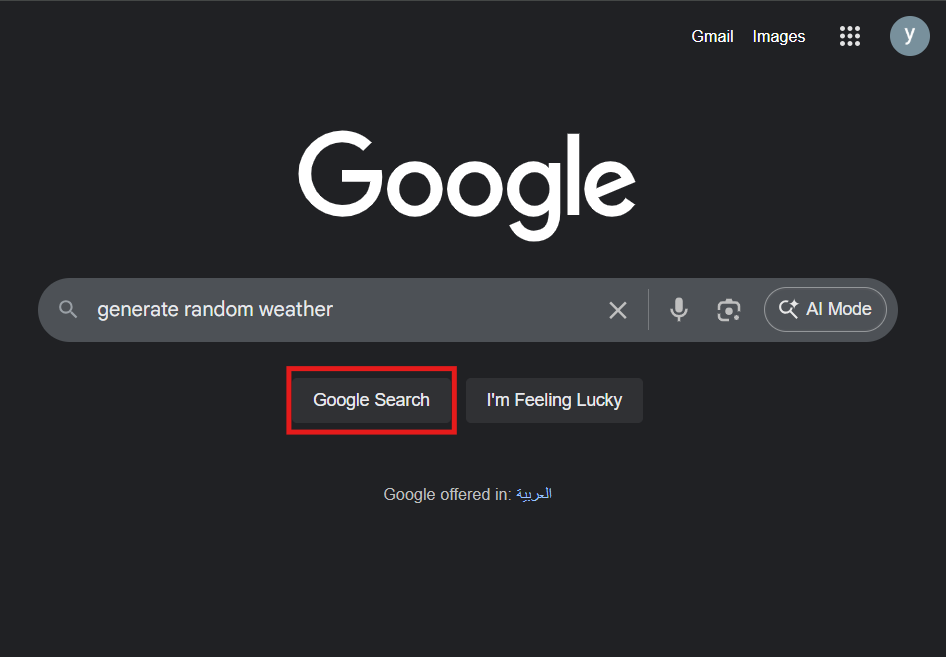 Gmail Images y
Google
generate random weather AI Mode
Google Search I'm Feeling Lucky
Google offered in: العربية